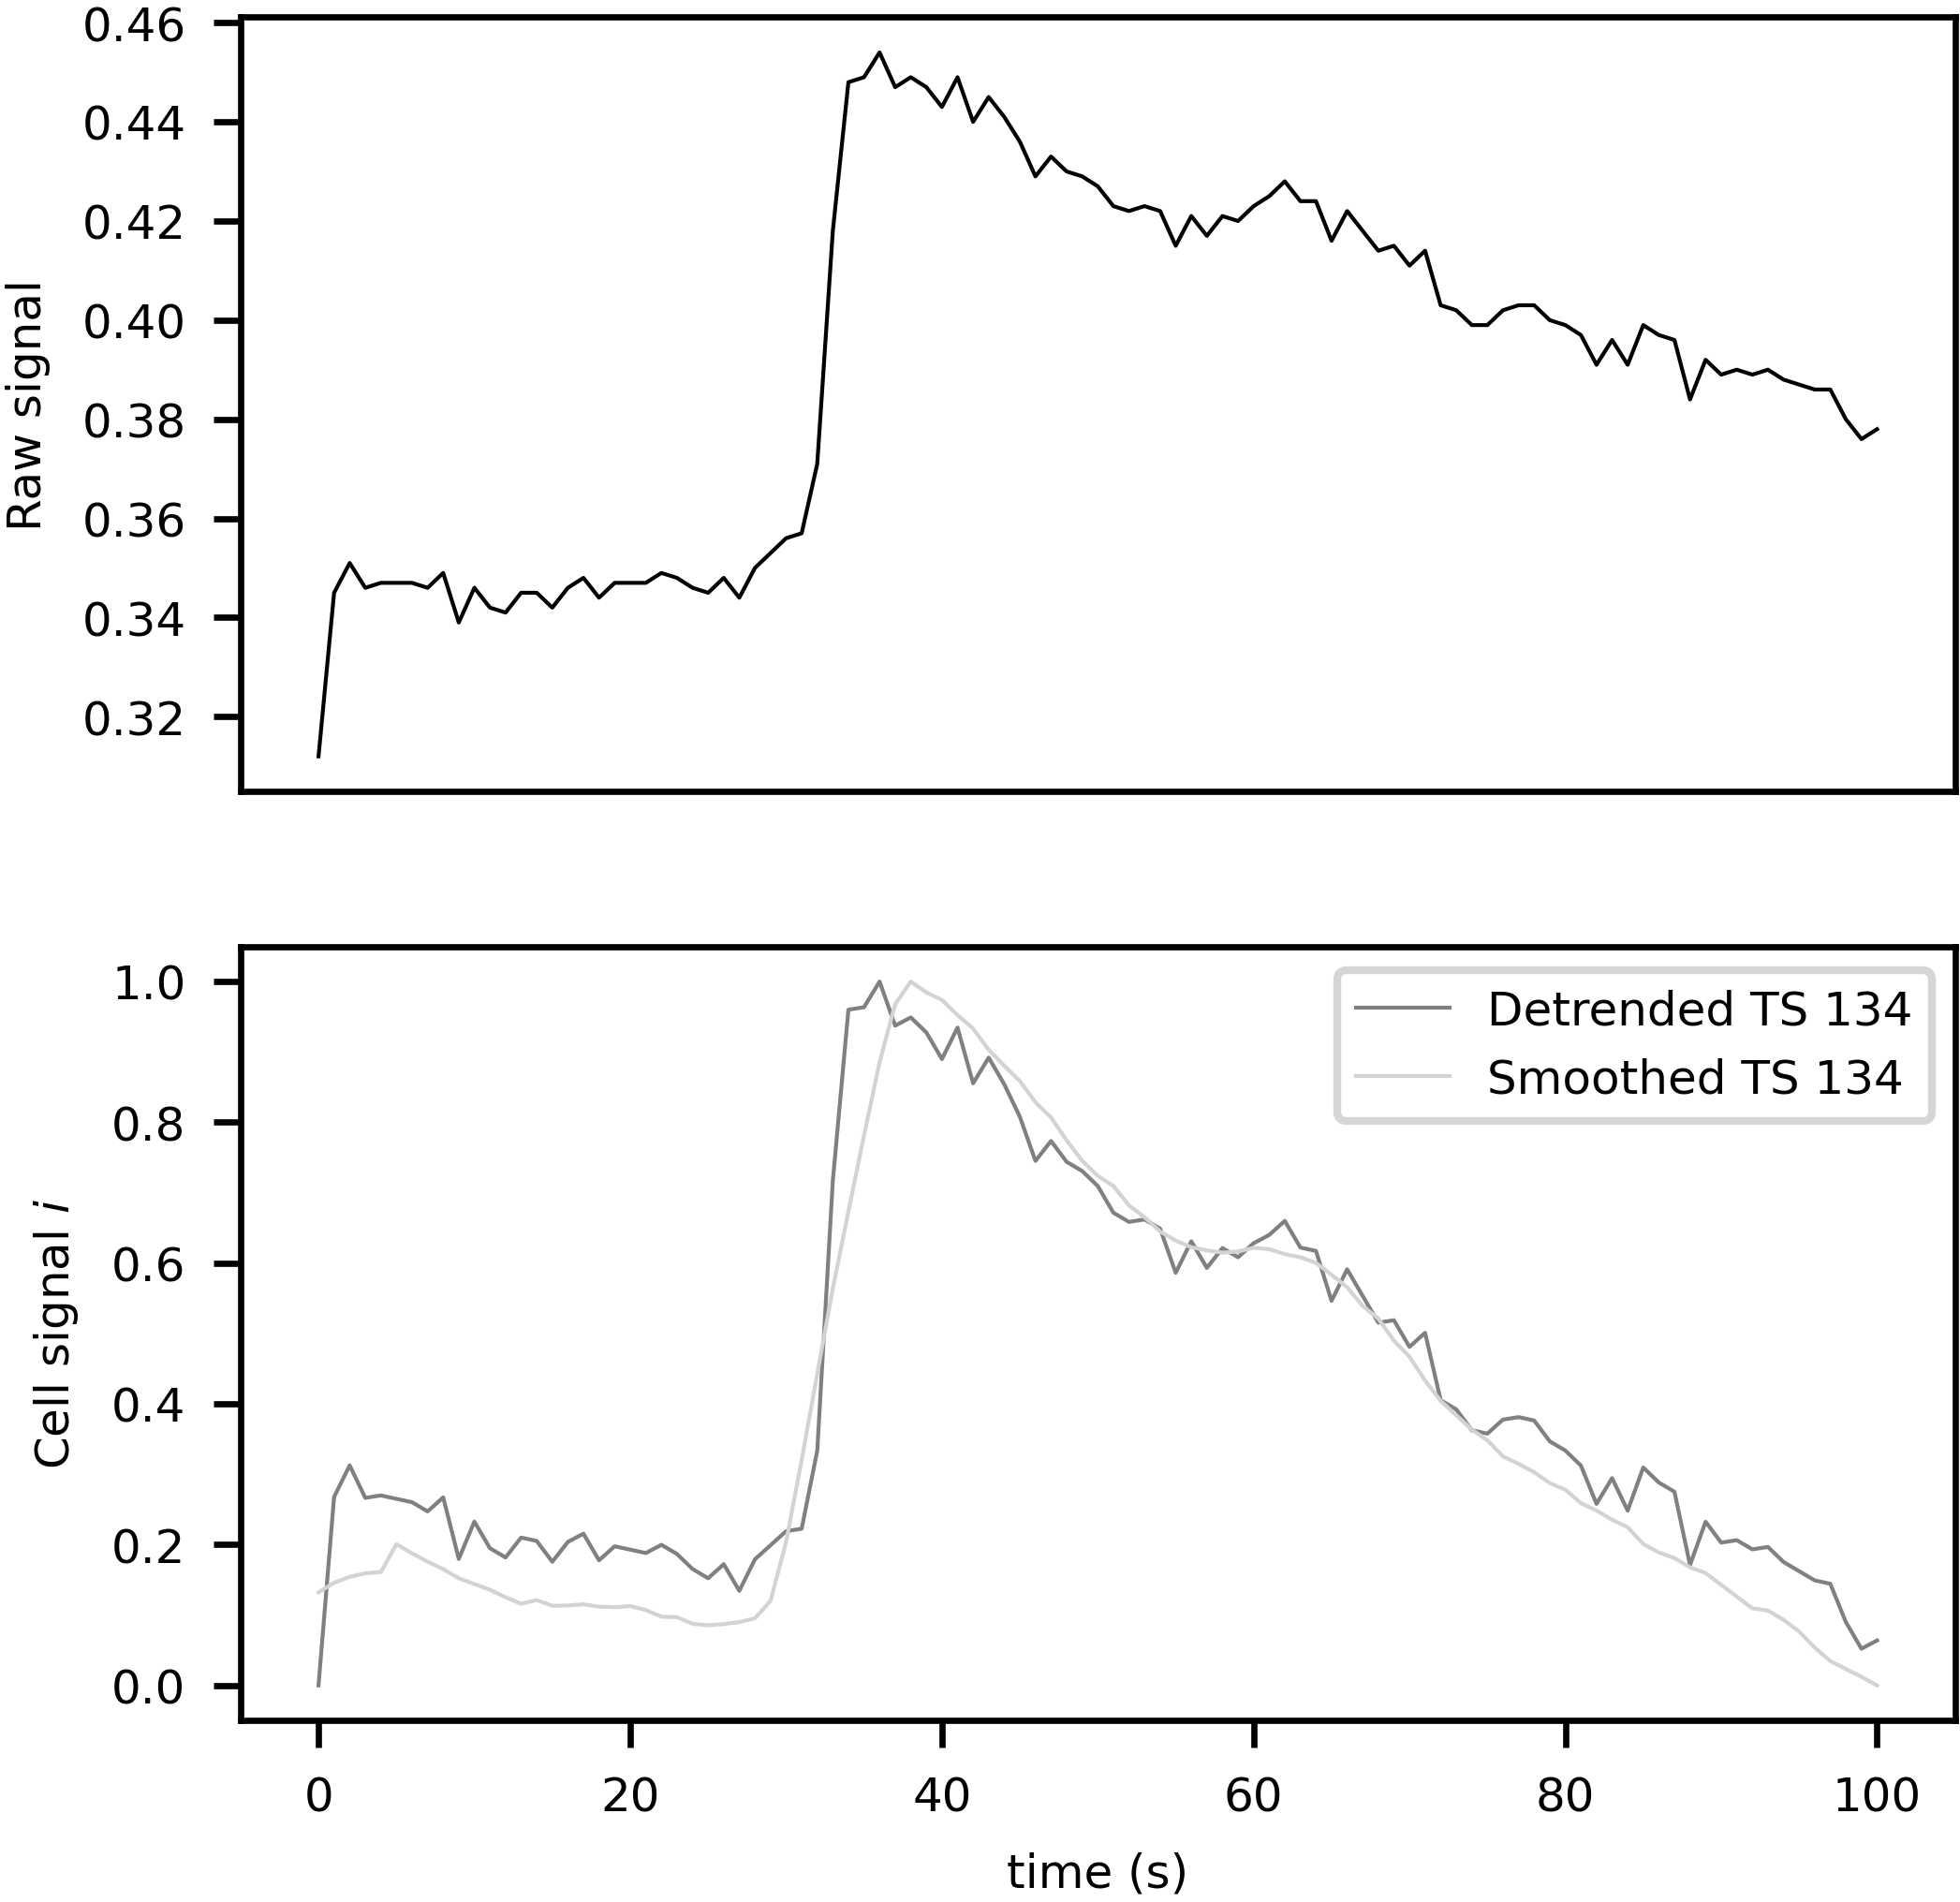 Raw signal
0.46
0.44
0.42
0.40
0.38
0.36
0.34
0.32
Cell signal i
1.0
0.8
0.6
0.4
0.2
0.0
Detrended TS 134
Smoothed TS 134
0 20 40 60 80 100
time (s)